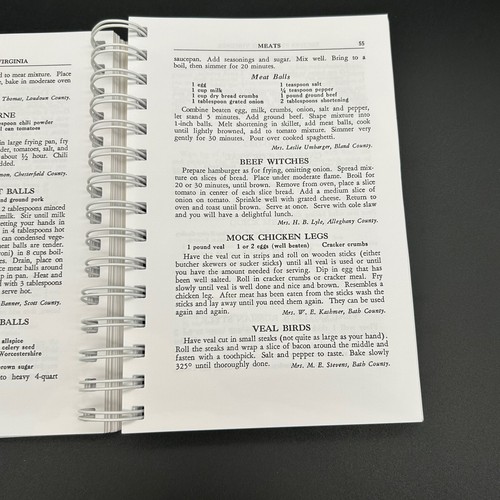 VIRGINIA
d to meat mixture. Place
, bake in moderate oven
Thomas, Loudoun County.
RNE
spoon chili powder
l can tomatoes
in large frying pan, fry
der, tomatoes, salt, and
about ½ hour. Chili
dded.
mon, Chesterfield County.
T BALLS
nd ground pork
2 tablespoons minced
milk. Stir until milk
etting your hands in
in 4 tablespoons hot
can condensed vege-
eat balls are tender.
roni) in 8 cups boil-
es. Drain, place on
ce meat balls around
p in pan. Heat and
with 3 tablespoons
serve hot.
Banner, Scott County.
BALLS
allspice
celery seed
Worcestershire
rown sugar
to heavy 4-quart
MEATS 55
saucepan. Add seasonings and sugar. Mix well. Bring to a
boil, then simmer for 20 minutes.
Meat Balls
1 egg 1 teaspoon salt
1 cup milk ¼ teaspoon pepper
1 cup dry bread crumbs 1 pound ground beef
1 tablespoon grated onion 2 tablespoons shortening
Combine beaten egg, milk, crumbs, onion, salt and pepper,
let stand 5 minutes. Add ground beef. Shape mixture into
1-inch balls. Melt shortening in skillet, add meat balls, cook
until lightly browned, add to tomato mixture. Simmer very
gently for 30 minutes. Pour over cooked spaghetti.
Mrs. Leslie Umbarger, Bland County.
BEEF WITCHES
Prepare hamburger as for frying, omitting onion. Spread mix-
ture on slices of bread. Place under moderate flame. Broil for
20 or 30 minutes, until brown. Remove from oven, place a slice
tomato in center of each slice bread. Add a medium slice of
onion on tomato. Sprinkle well with grated cheese. Return to
oven and toast until brown. Serve at once. Serve with cole slaw
and you will have a delightful lunch.
Mrs. H. B. Lyle, Alleghany County.
MOCK CHICKEN LEGS
1 pound veal 1 or 2 eggs (well beaten) Cracker crumbs
Have the veal cut in strips and roll on wooden sticks (either
butcher skewers or sucker sticks) until all veal is used or until
you have the amount needed for serving. Dip in egg that has
been well salted. Roll in cracker crumbs or cracker meal. Fry
slowly until veal is well done and nice and brown. Resembles a
chicken leg. After meat has been eaten from the sticks wash the
sticks and lay away until you need them again. They can be used
again and again. Mrs. W. E. Kashmer, Bath County.
VEAL BIRDS
Have veal cut in small steaks (not quite as large as your hand).
Roll the steaks and wrap a slice of bacon around the middle and
fasten with a toothpick. Salt and pepper to taste. Bake slowly
325° until thoroughly done. Mrs. M. E. Stevens, Bath County.